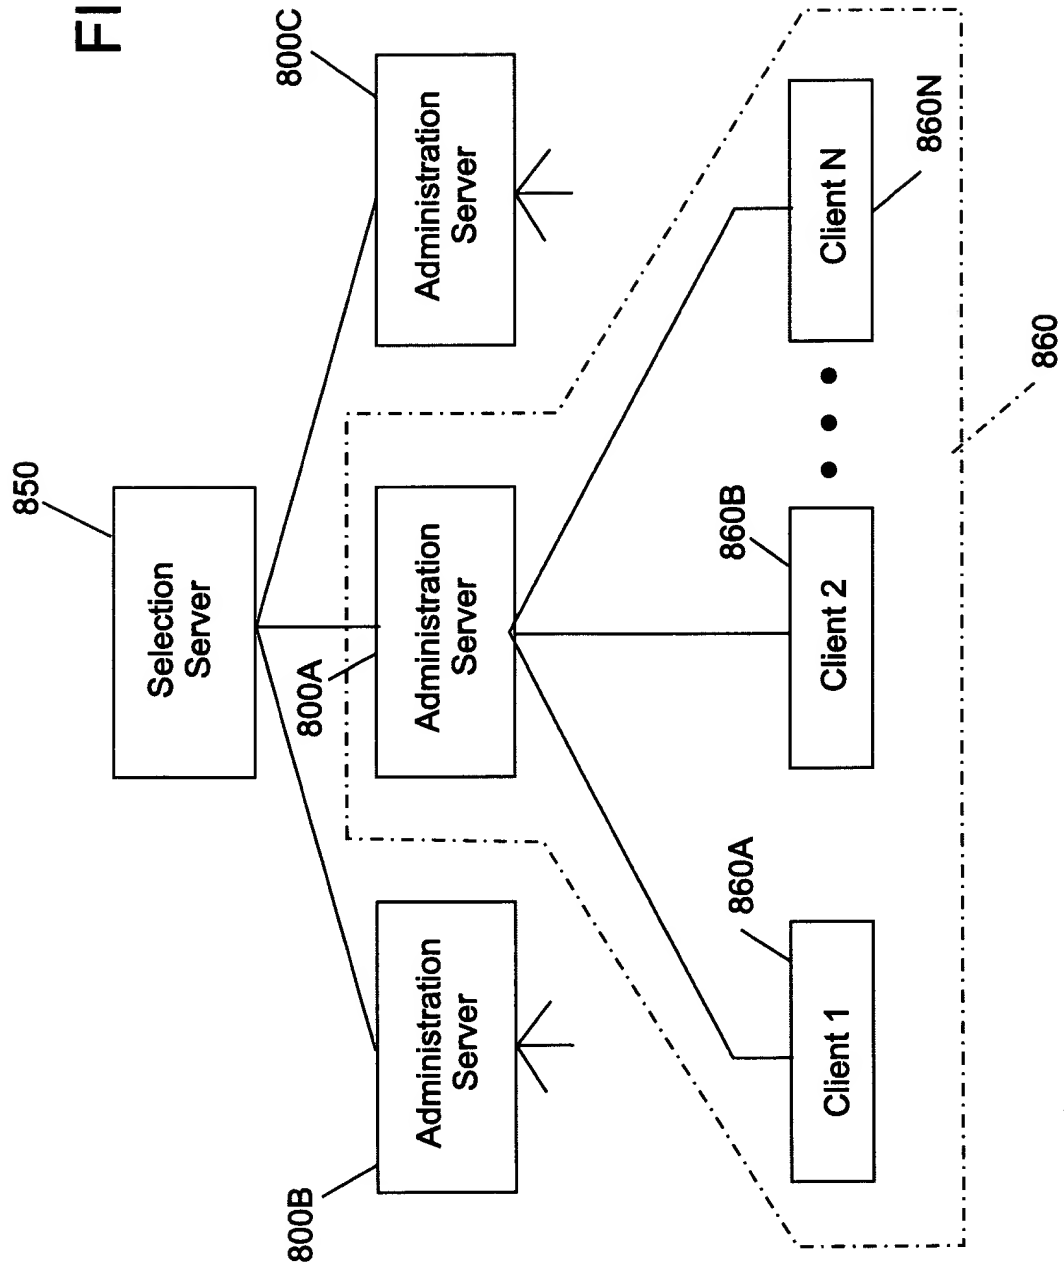 FI
850
Selection
Server
800B
Administration
Server
800A
Administration
Server
800C
Administration
Server
860A
Client 1
860B
Client 2
Client N
860N
860